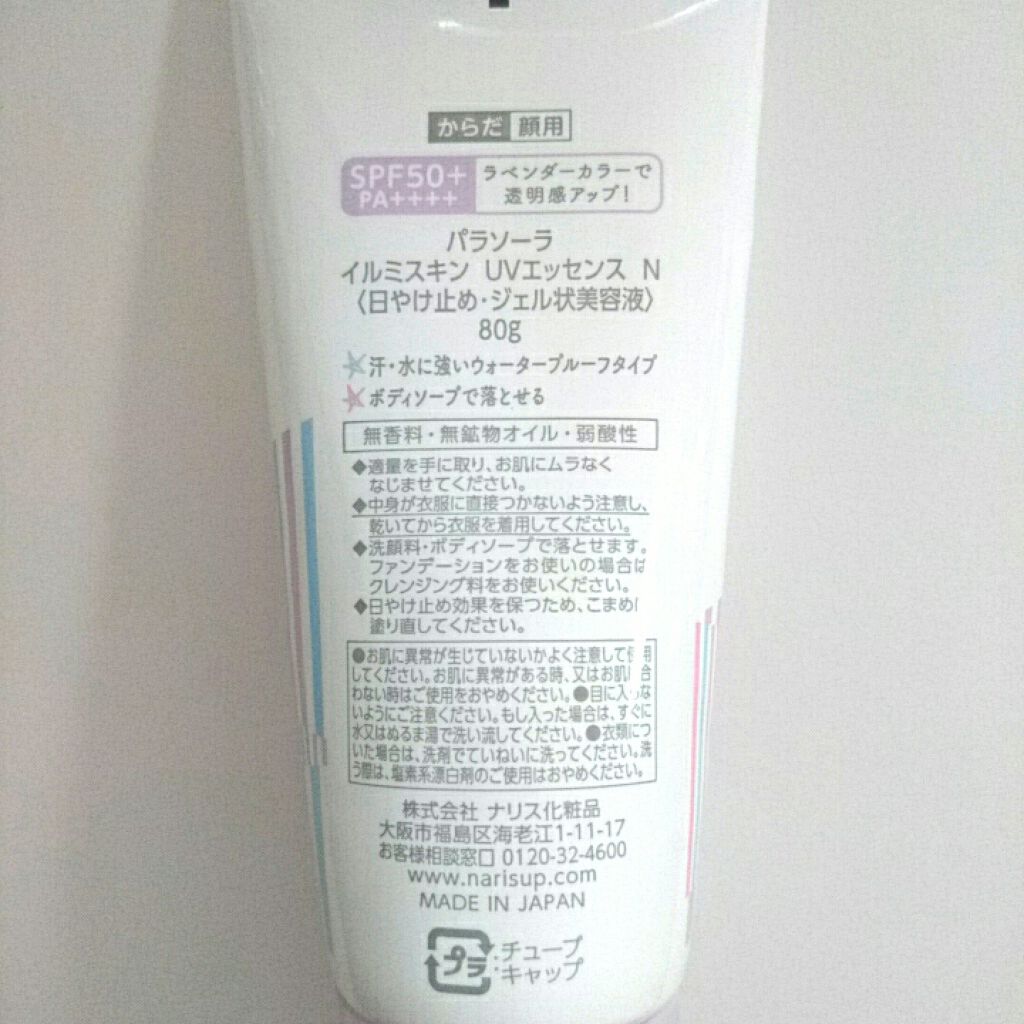 からだ 顔用
SPF50+
PA++++
ラベンダーカラーで
透明感アップ!
パラソーラ
イルミスキン UVエッセンス N
〈日やけ止め・ジェル状美容液〉
80g
汗・水に強いウォータープルーフタイプ
ボディソープで落とせる
無香料・無鉱物オイル・弱酸性
◆適量を手に取り、お肌にムラなく
なじませてください。
◆中身が衣服に直接つかないよう注意し、
乾いてから衣服を着用してください。
◆洗顔料・ボディソープで落とせます。
ファンデーションをお使いの場合は
クレンジング料をお使いください。
◆日やけ止め効果を保つため、こまめに
塗り直してください。
●お肌に異常が生じていないかよく注意して使用
してください。お肌に異常がある時、又はお肌に合
わない時はご使用をおやめください。●目に入らな
いようにご注意ください。もし入った場合は、すぐに
水又はぬるま湯で洗い流してください。●衣類につ
いた場合は、洗剤でていねいに洗ってください。洗
う際は、塩素系漂白剤のご使用はおやめください。
株式会社 ナリス化粧品
大阪市福島区海老江1-11-17
お客様相談窓口 0120-32-4600
www.narisup.com
MADE IN JAPAN
プラ
:チューブ
・キャップ